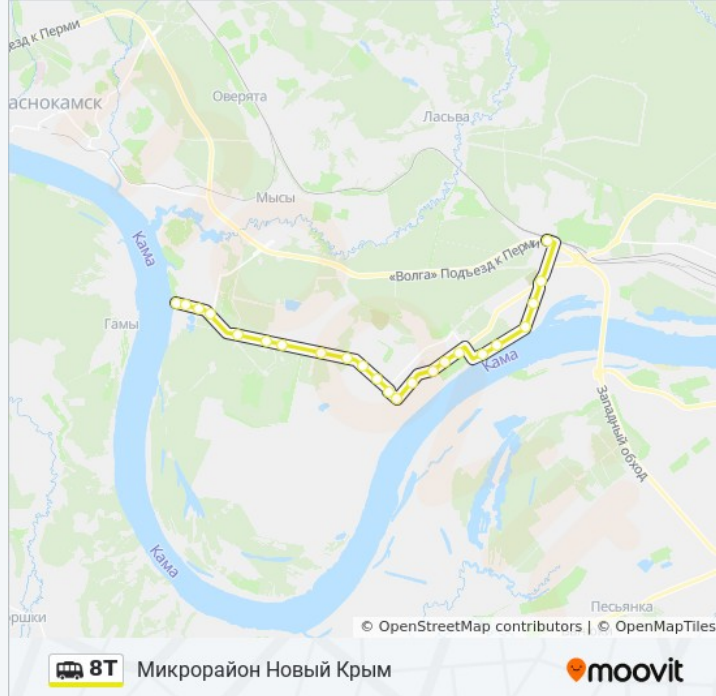 зд к Перми
Оверята
аснокамск
Ласьва
Мысы
Кама
«Волга» Подъезд к Перми
Гамы
Кама
Западный обход
Кама
Песьянка
ршки
© OpenStreetMap contributors | © OpenMapTiles
8Т Микрорайон Новый Крым
moovit